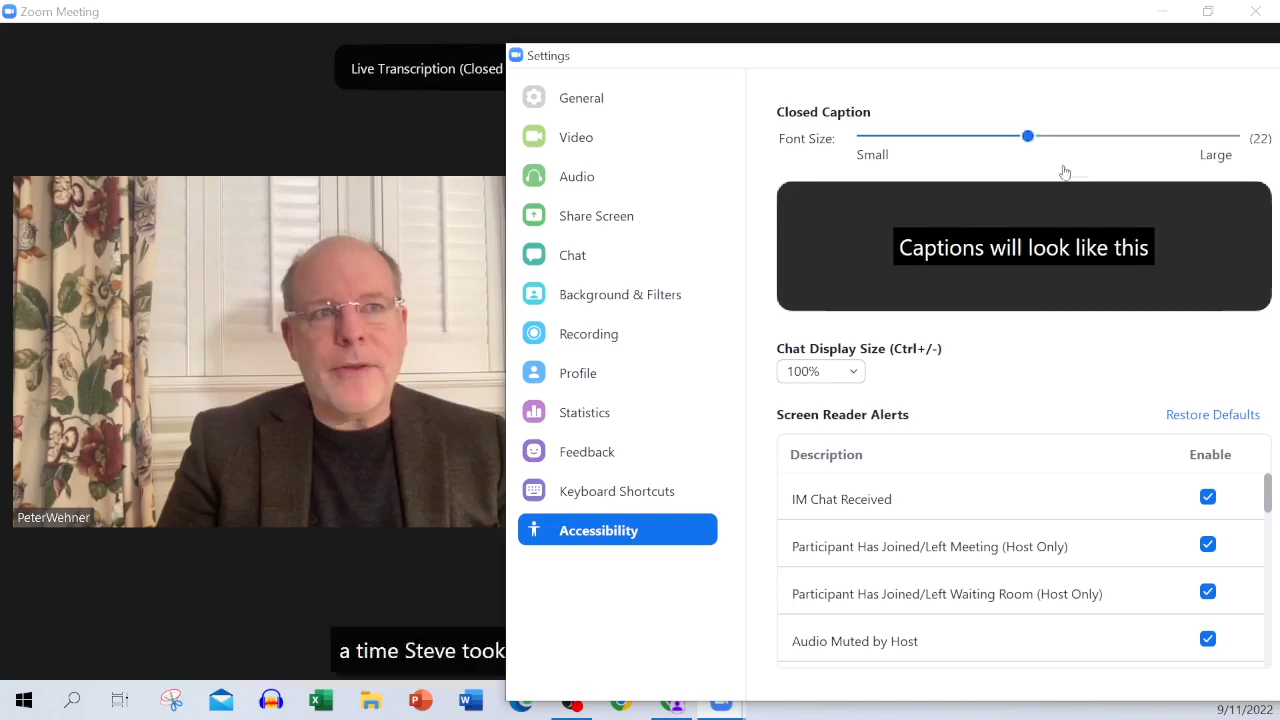 Zoom Meeting
Live Transcription (Closed
Settings
General
Video
Audio
Share Screen
Chat
Background & Filters
Recording
Profile
Statistics
Feedback
Keyboard Shortcuts
Accessibility
Closed Caption
Font Size:
(22)
Small
Large
Captions will look like this
Chat Display Size (Ctrl+/-)
100%
Screen Reader Alerts
Restore Defaults
Description
Enable
IM Chat Received
Participant Has Joined/Left Meeting (Host Only)
Participant Has Joined/Left Waiting Room (Host Only)
Audio Muted by Host
PeterWehner
a time Steve took
9/11/2022